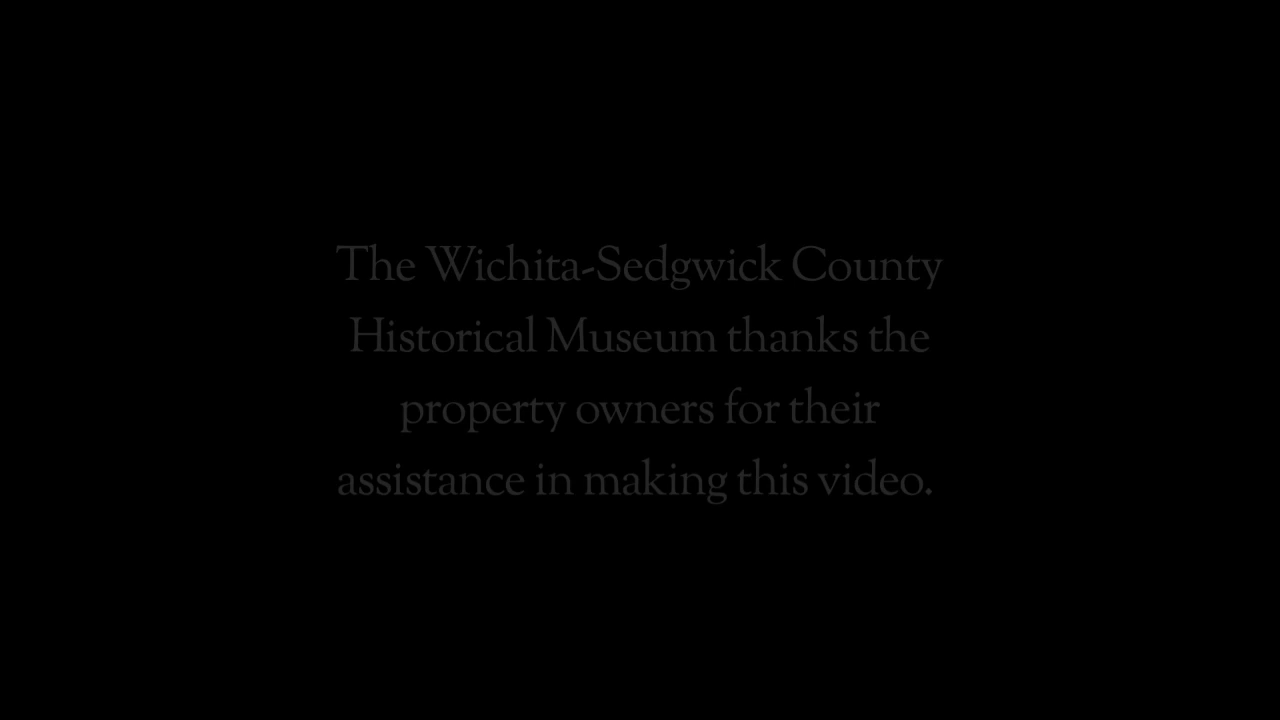 The Wichita-Sedgwick County
Historical Museum thanks the
property owners for their
assistance in making this video.